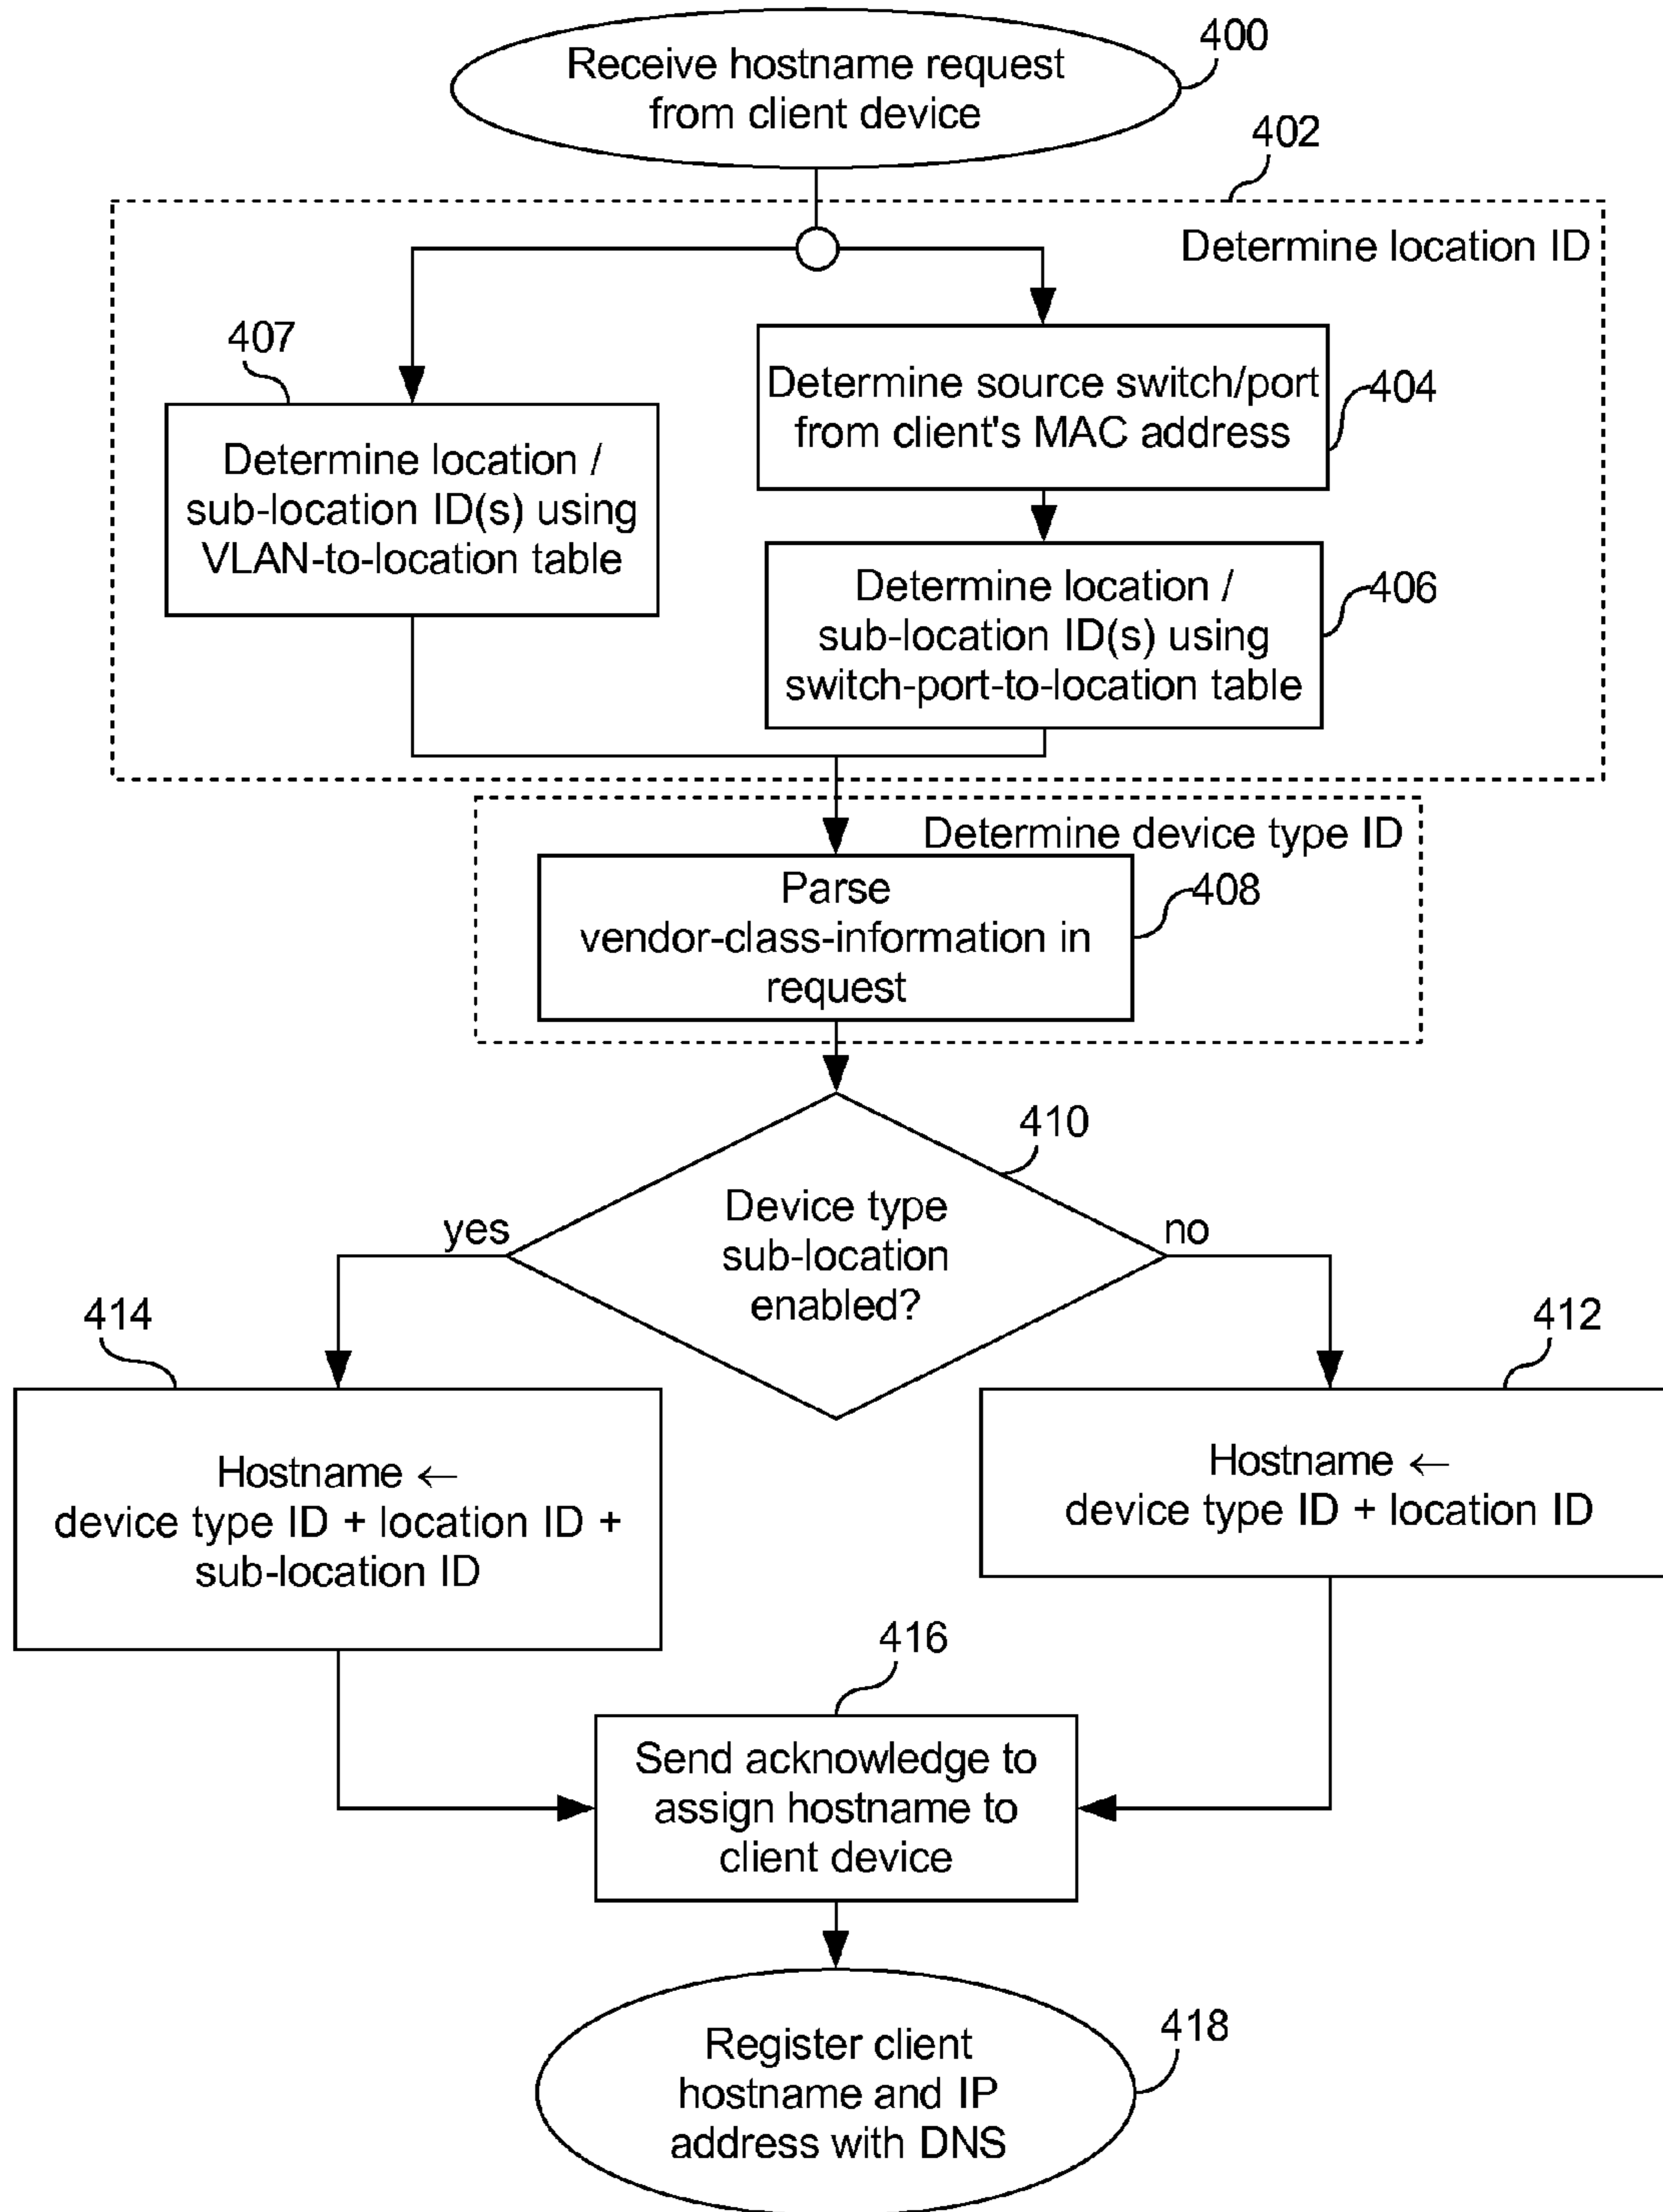 Receive hostname request
from client device
400
402
Determine location ID
407
Determine location /
sub-location ID(s) using
VLAN-to-location table
Determine source switch/port
from client's MAC address
404
Determine location /
sub-location ID(s) using
switch-port-to-location table
406
Determine device type ID
Parse
vendor-class-information in
request
408
410
Device type
sub-location
enabled?
yes
no
414
Hostname ←
device type ID + location ID +
sub-location ID
412
Hostname ←
device type ID + location ID
416
Send acknowledge to
assign hostname to
client device
Register client
hostname and IP
address with DNS
418